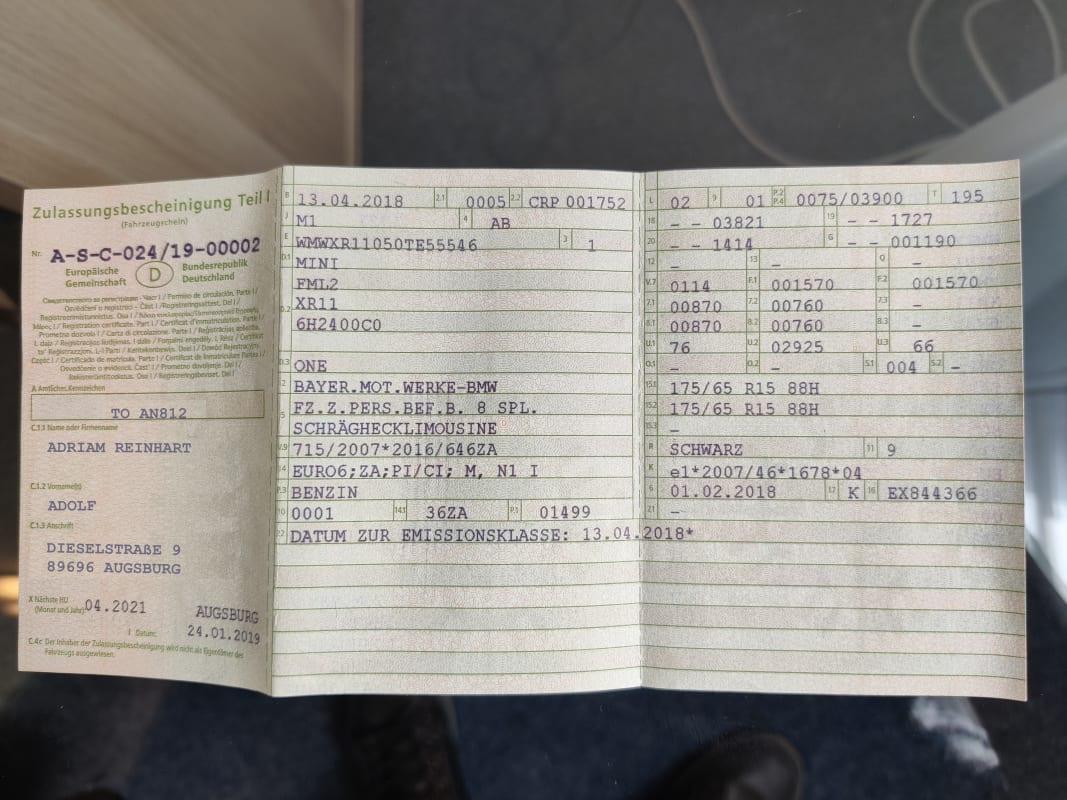 Zulassungsbescheinigung Teil I
(Fahrzeugschein)
Nr. A-S-C-024/19-00002
Europäische Gemeinschaft D Bundesrepublik Deutschland
A Amtliches Kennzeichen
TO AN812
C.1.1 Name oder Firmenname
ADRIAM REINHART
C.1.2 Vorname(n)
ADOLF
C.1.3 Anschrift
DIESELSTRAßE 9
89696 AUGSBURG
X Nächste HU
(Monat und Jahr) 04.2021
AUGSBURG
I Datum: 24.01.2019
C.4c Der Inhaber der Zulassungsbescheinigung wird nicht als Eigentümer des
Fahrzeugs ausgewiesen.
B 13.04.2018 2.1 0005 2.2 CRP 001752
J M1 4 AB
E WMWXR11050TE55546 3 1
D.1 MINI
FML2
D.2 XR11
6H2400C0
D.3 ONE
2 BAYER.MOT.WERKE-BMW
5 FZ.Z.PERS.BEF.B. 8 SPL.
SCHRÄGHECKLIMOUSINE
V.9 715/2007*2016/646ZA
14 EURO6;ZA;PI/CI; M, N1 I
P.3 BENZIN
10 0001 14.1 36ZA P.1 01499
22 DATUM ZUR EMISSIONSKLASSE: 13.04.2018*
L 02 9 01 P.2 P.4 0075/03900 T 195
18 - - 03821 19 - - 1727
20 - - 1414 G - - 001190
12 - 13 - Q -
V.7 0114 F.1 001570 F.2 001570
7.1 00870 7.2 00760 7.3 -
8.1 00870 8.2 00760 8.3 -
U.1 76 U.2 02925 U.3 66
O.1 - O.2 - S.1 004 S.2 -
15.1 175/65 R15 88H
15.2 175/65 R15 88H
15.3 -
R SCHWARZ 11 9
K e1*2007/46*1678*04
6 01.02.2018 17 K 16 EX844366
21 -